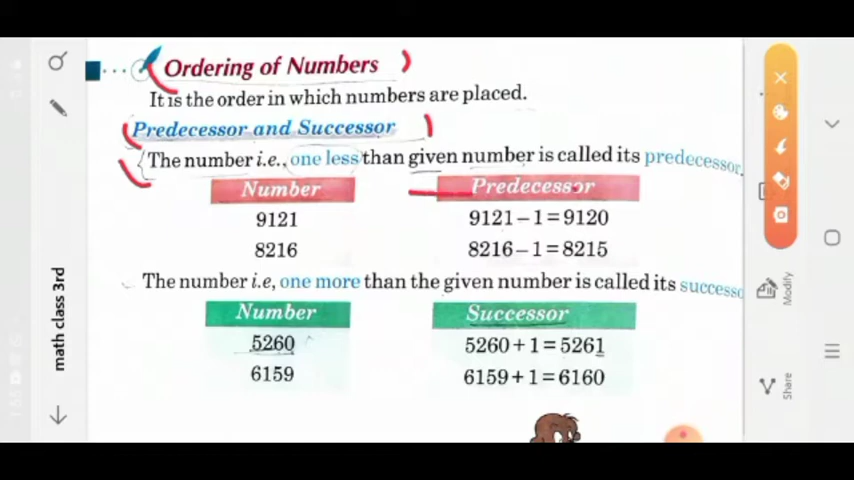 Ordering of Numbers
It is the order in which numbers are placed.
Predecessor and Successor
The number i.e., one less than given number is called its predecessor.
Number Predecessor
9121 9121 – 1 = 9120
8216 8216 – 1 = 8215
The number i.e, one more than the given number is called its successo
Number Successor
5260 5260 + 1 = 5261
6159 6159 + 1 = 6160
math class 3rd
Modify
Share